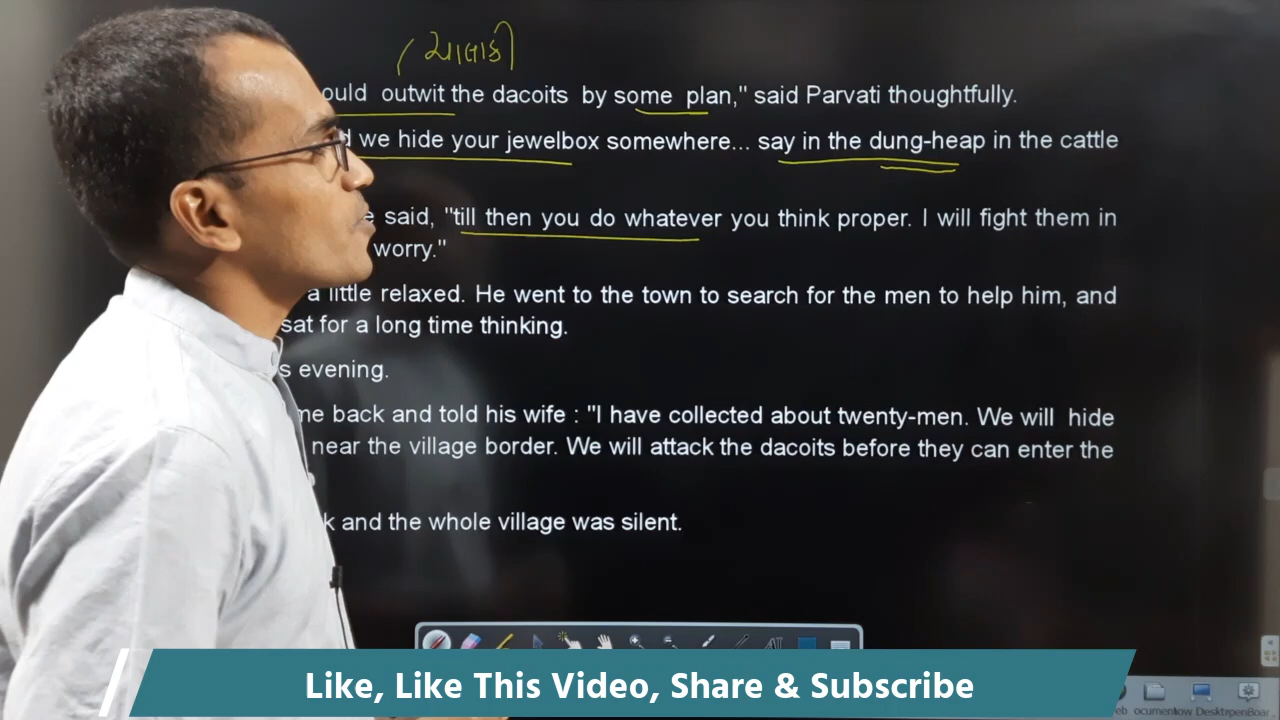 (ચાલાકી)
ould outwit the dacoits by some plan," said Parvati thoughtfully.
d we hide your jewelbox somewhere... say in the dung-heap in the cattle
e said, "till then you do whatever you think proper. I will fight them in
worry."
a little relaxed. He went to the town to search for the men to help him, and
sat for a long time thinking.
s evening.
me back and told his wife : "I have collected about twenty-men. We will hide
near the village border. We will attack the dacoits before they can enter the
k and the whole village was silent.
Like, Like This Video, Share & Subscribe